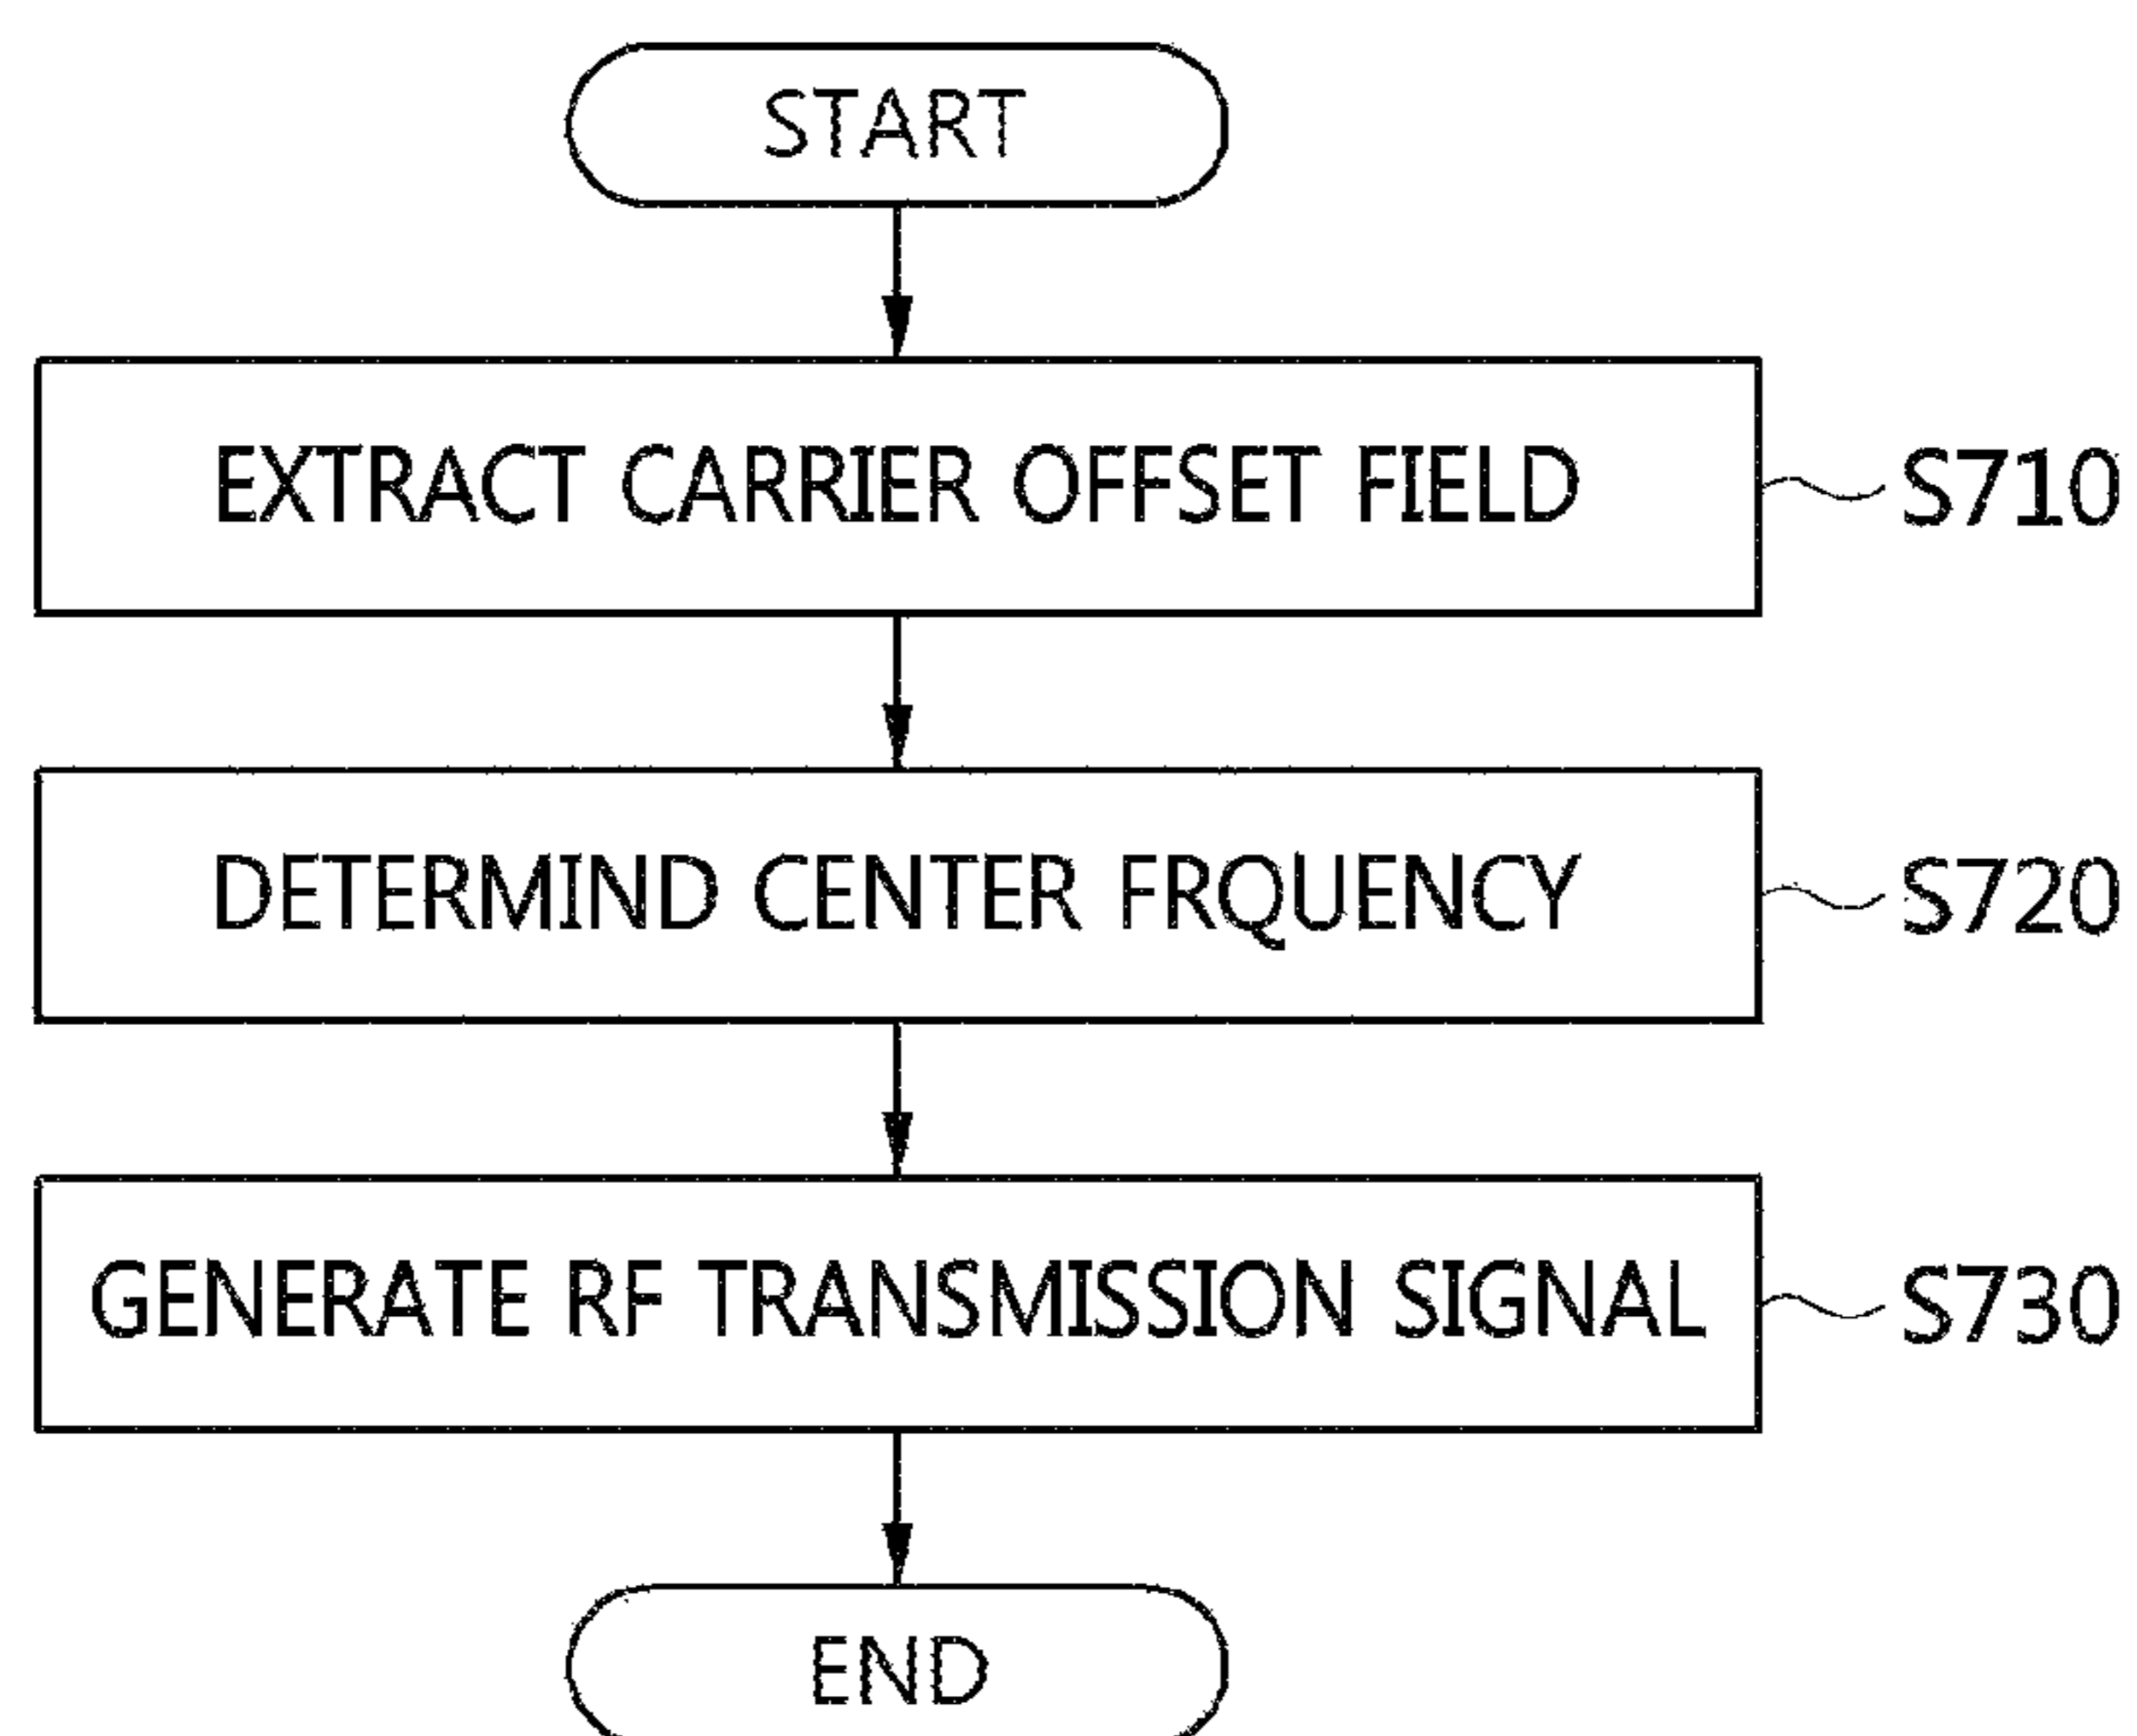 START
EXTRACT CARRIER OFFSET FIELD
S710
DETERMIND CENTER FRQUENCY
S720
GENERATE RF TRANSMISSION SIGNAL
S730
END